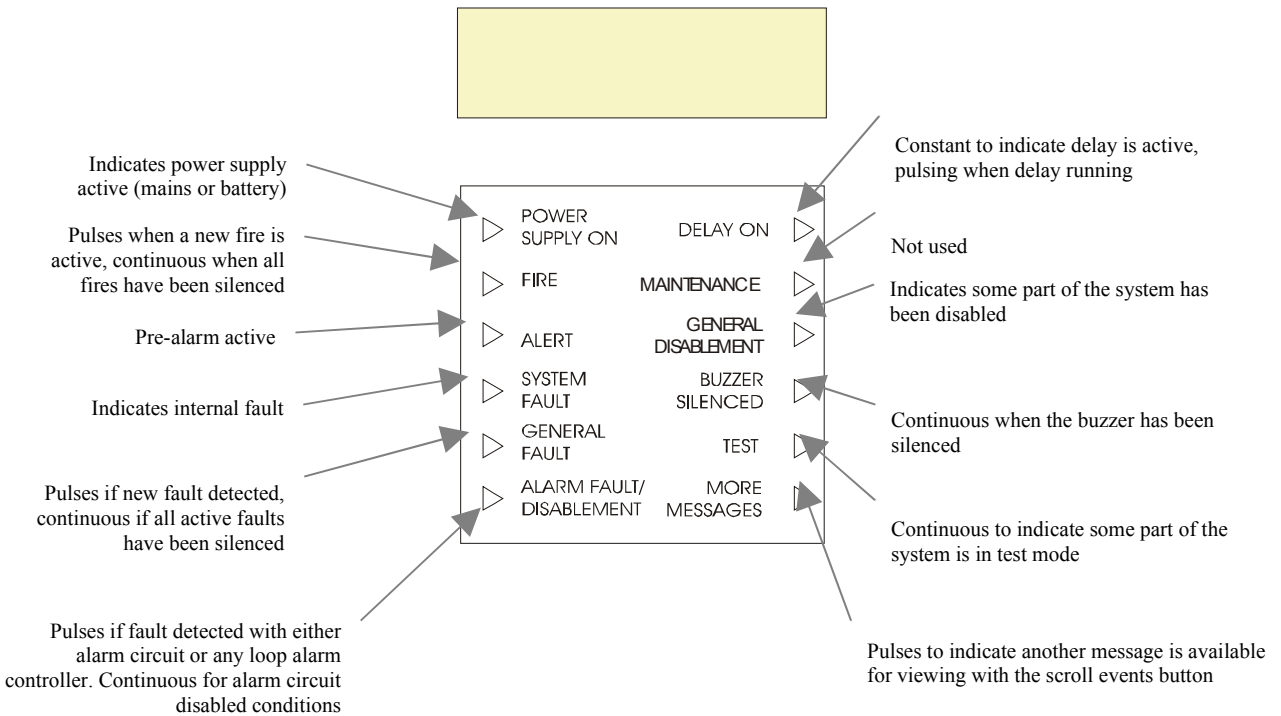 Indicates power supply
active (mains or battery)
Pulses when a new fire is
active, continuous when all
fires have been silenced
Pre-alarm active
Indicates internal fault
Pulses if new fault detected,
continuous if all active faults
have been silenced
Pulses if fault detected with either
alarm circuit or any loop alarm
controller. Continuous for alarm circuit
disabled conditions
POWER
SUPPLY ON
FIRE
ALERT
SYSTEM
FAULT
GENERAL
FAULT
ALARM FAULT/
DISABLEMENT
DELAY ON
MAINTENANCE
GENERAL
DISABLEMENT
BUZZER
SILENCED
TEST
MORE
MESSAGES
Constant to indicate delay is active,
pulsing when delay running
Not used
Indicates some part of the system has
been disabled
Continuous when the buzzer has been
silenced
Continuous to indicate some part of the
system is in test mode
Pulses to indicate another message is available
for viewing with the scroll events button